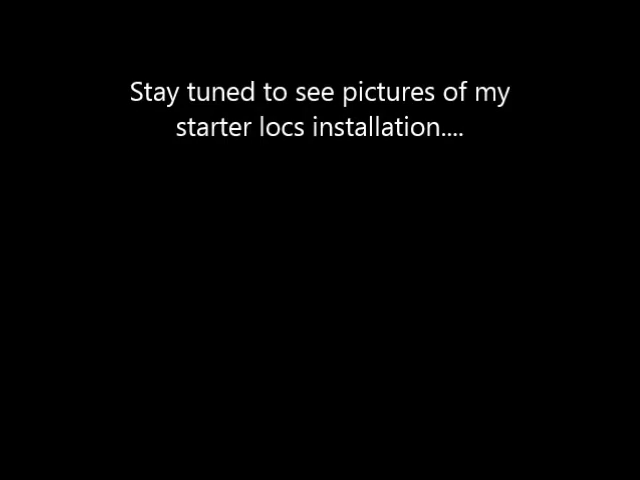 Stay tuned to see pictures of my
starter locs installation....